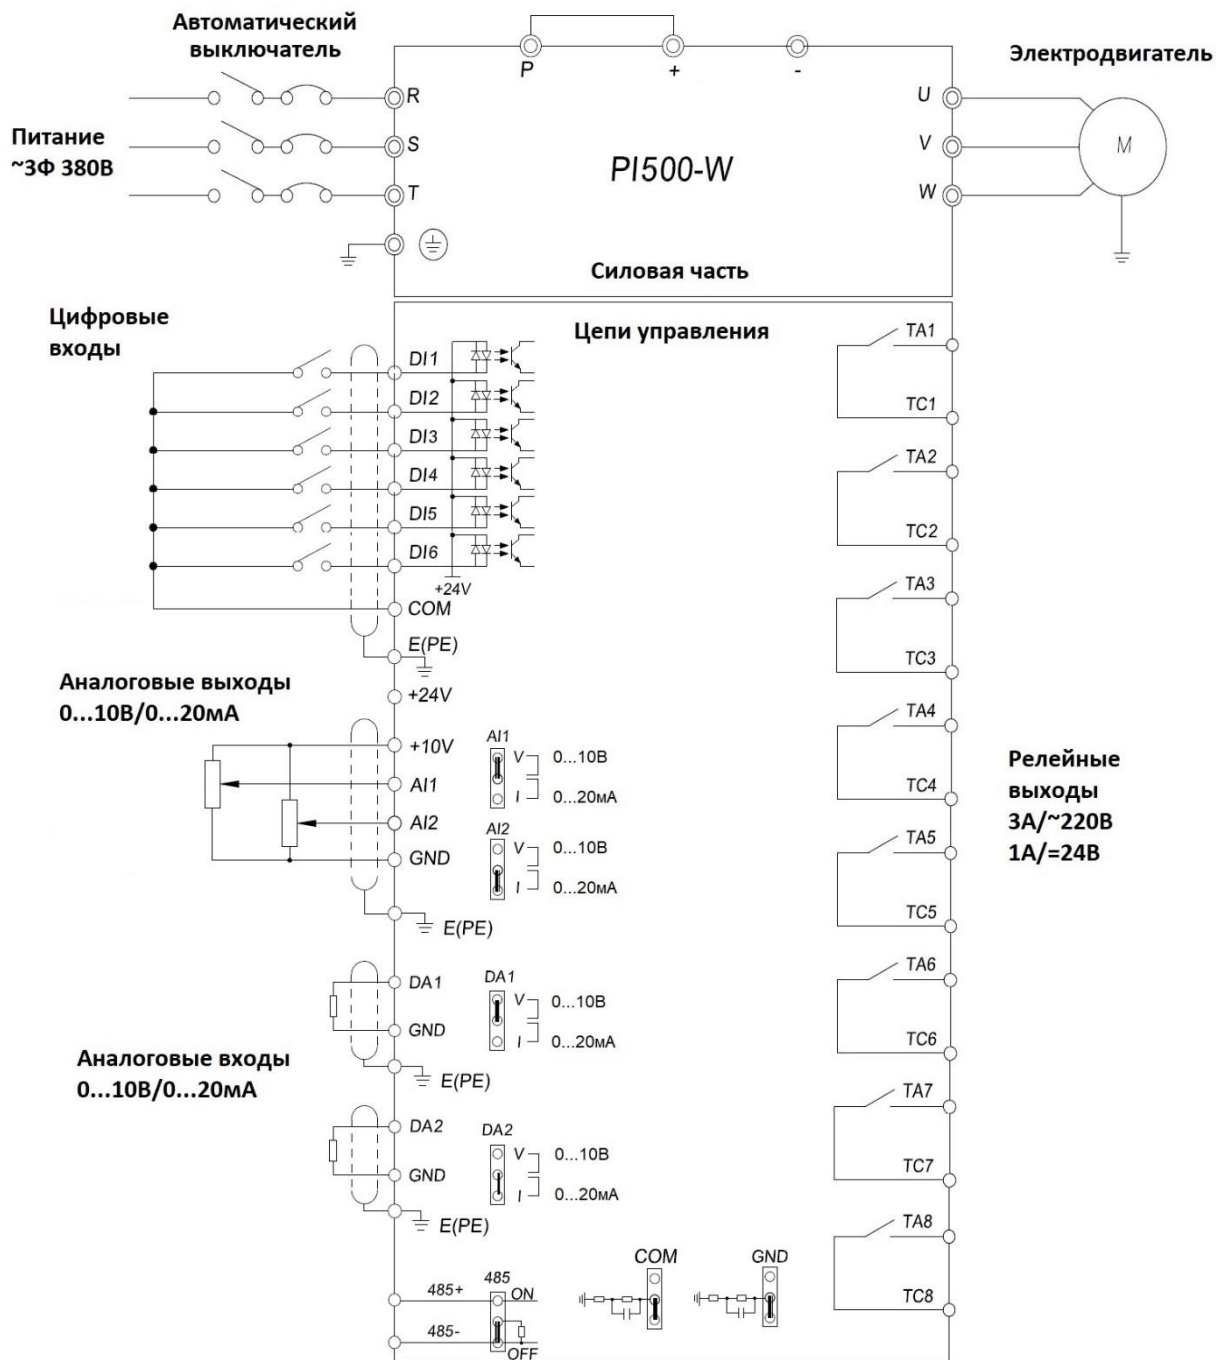 Автоматический
выключатель
P
+
-
Электродвигатель
R
U
Питание
~3Ф 380В
S
V
M
PI500-W
T
W
Силовая часть
Цифровые
входы
Цепи управления
DI1
DI2
DI3
DI4
DI5
DI6
+24V
COM
E(PE)
+24V
TA1
TC1
TA2
TC2
TA3
TC3
TA4
TC4
TA5
TC5
TA6
TC6
TA7
TC7
TA8
TC8
Релейные
выходы
3А/~220В
1А/=24В
Аналоговые выходы
0...10В/0...20мА
+10V
AI1
AI2
GND
E(PE)
AI1
V 0...10В
I 0...20мА
AI2
V 0...10В
I 0...20мА
Аналоговые входы
0...10В/0...20мА
DA1
GND
E(PE)
DA1
V 0...10В
I 0...20мА
DA2
GND
E(PE)
DA2
V 0...10В
I 0...20мА
485+
485-
485
ON
OFF
COM
GND